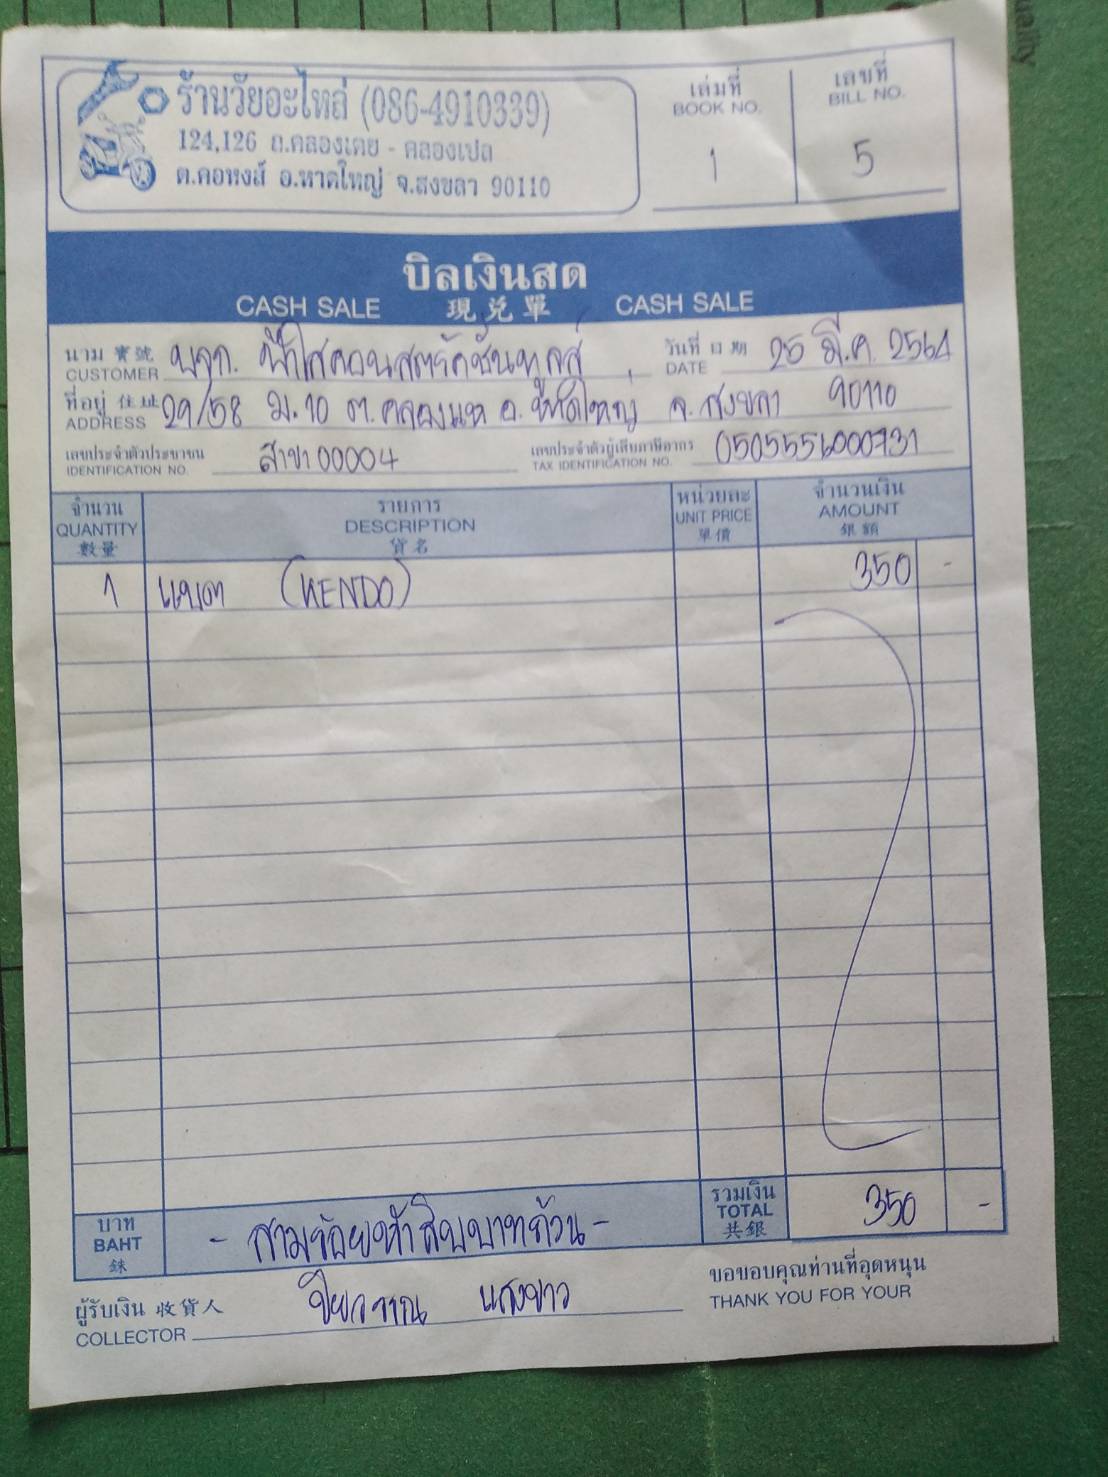 ร้านวัยอะไหล่ (086-4910339)
124,126 ถ.คลองเตย - คลองเปล
ต.คอหงส์ อ.หาดใหญ่ จ.สงขลา 90110
เล่มที่
BOOK NO.
1
เลขที่
BILL NO.
5
บิลเงินสด
CASH SALE 現兌單 CASH SALE
นาม 寶號
CUSTOMER บจก. ฟ้าใสคอนสตรัคชั่นทูลส์
วันที่ 日期
DATE 25 มี.ค. 2564
ที่อยู่ 住址
ADDRESS 29/58 ม.10 ต.คลองแห อ.หาดใหญ่ จ.สงขลา 90110
เลขประจำตัวประชาชน
IDENTIFICATION NO. สาขา 00004
เลขประจำตัวผู้เสียภาษีอากร
TAX IDENTIFICATION NO. 0505556000731
จำนวน
QUANTITY
數量
รายการ
DESCRIPTION
貨名
หน่วยละ
UNIT PRICE
單價
จำนวนเงิน
AMOUNT
銀額
1 (KENDO) 350 -
บาท
BAHT
銖
- สามร้อยห้าสิบบาทถ้วน -
รวมเงิน
TOTAL
共銀
350 -
ผู้รับเงิน 收貨人
COLLECTOR แสงขาว
ขอขอบคุณท่านที่อุดหนุน
THANK YOU FOR YOUR